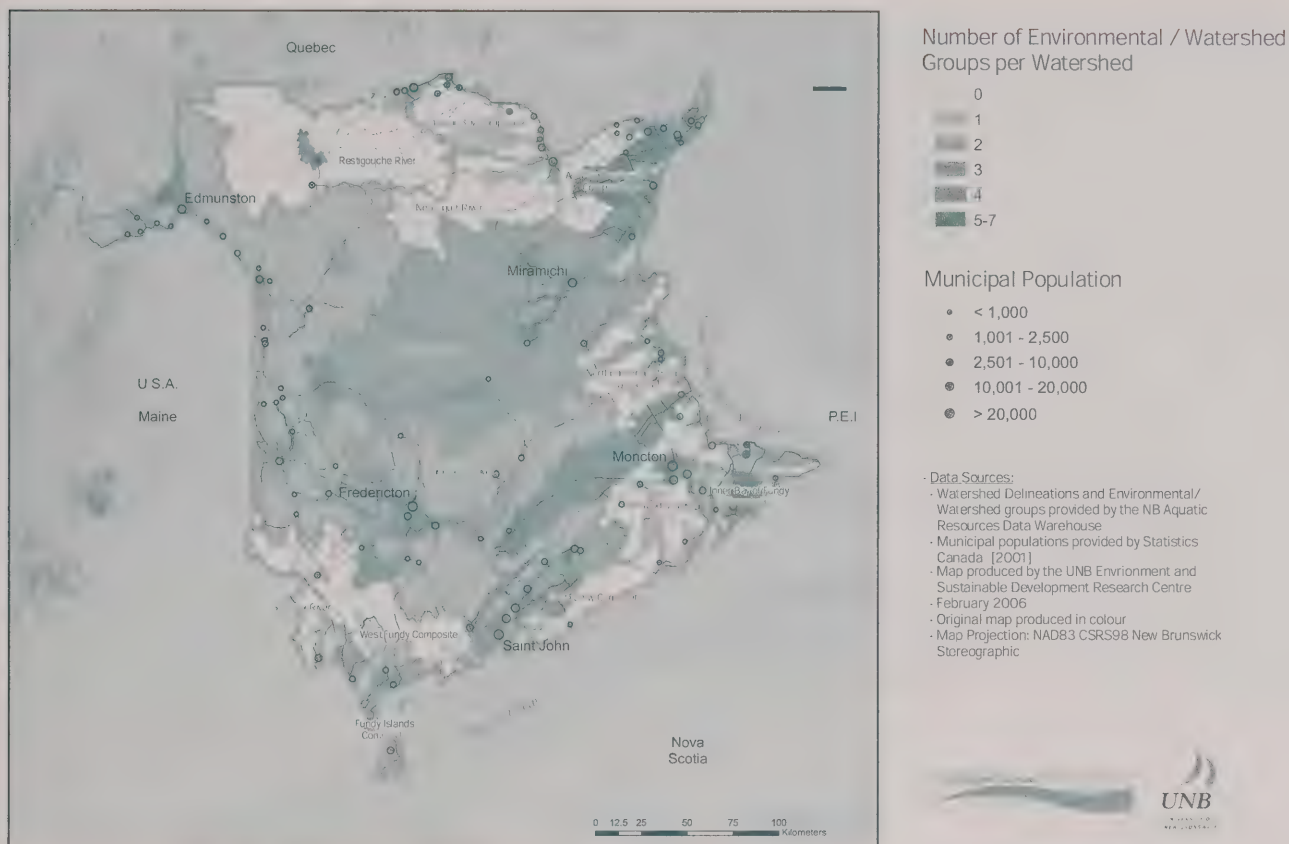 Quebec
Restigouche River
Edmunston
Miramichi
U S.A.
Maine
P.E.I
Moncton
Fredericton
West Fundy Composite
Saint John
Fundy Islands
Nova
Scotia
0 12.5 25 50 75 100
Kilometers
Number of Environmental / Watershed
Groups per Watershed
0
1
2
3
4
5-7
Municipal Population
< 1,000
1,001 - 2,500
2,501 - 10,000
10,001 - 20,000
> 20,000
· Data Sources:
· Watershed Delineations and Environmental/
Watershed groups provided by the NB Aquatic
Resources Data Warehouse
· Municipal populations provided by Statistics
Canada [2001]
· Map produced by the UNB Envrionment and
Sustainable Development Research Centre
· February 2006
· Original map produced in colour
· Map Projection: NAD83 CSRS98 New Brunswick
Stereographic
UNB